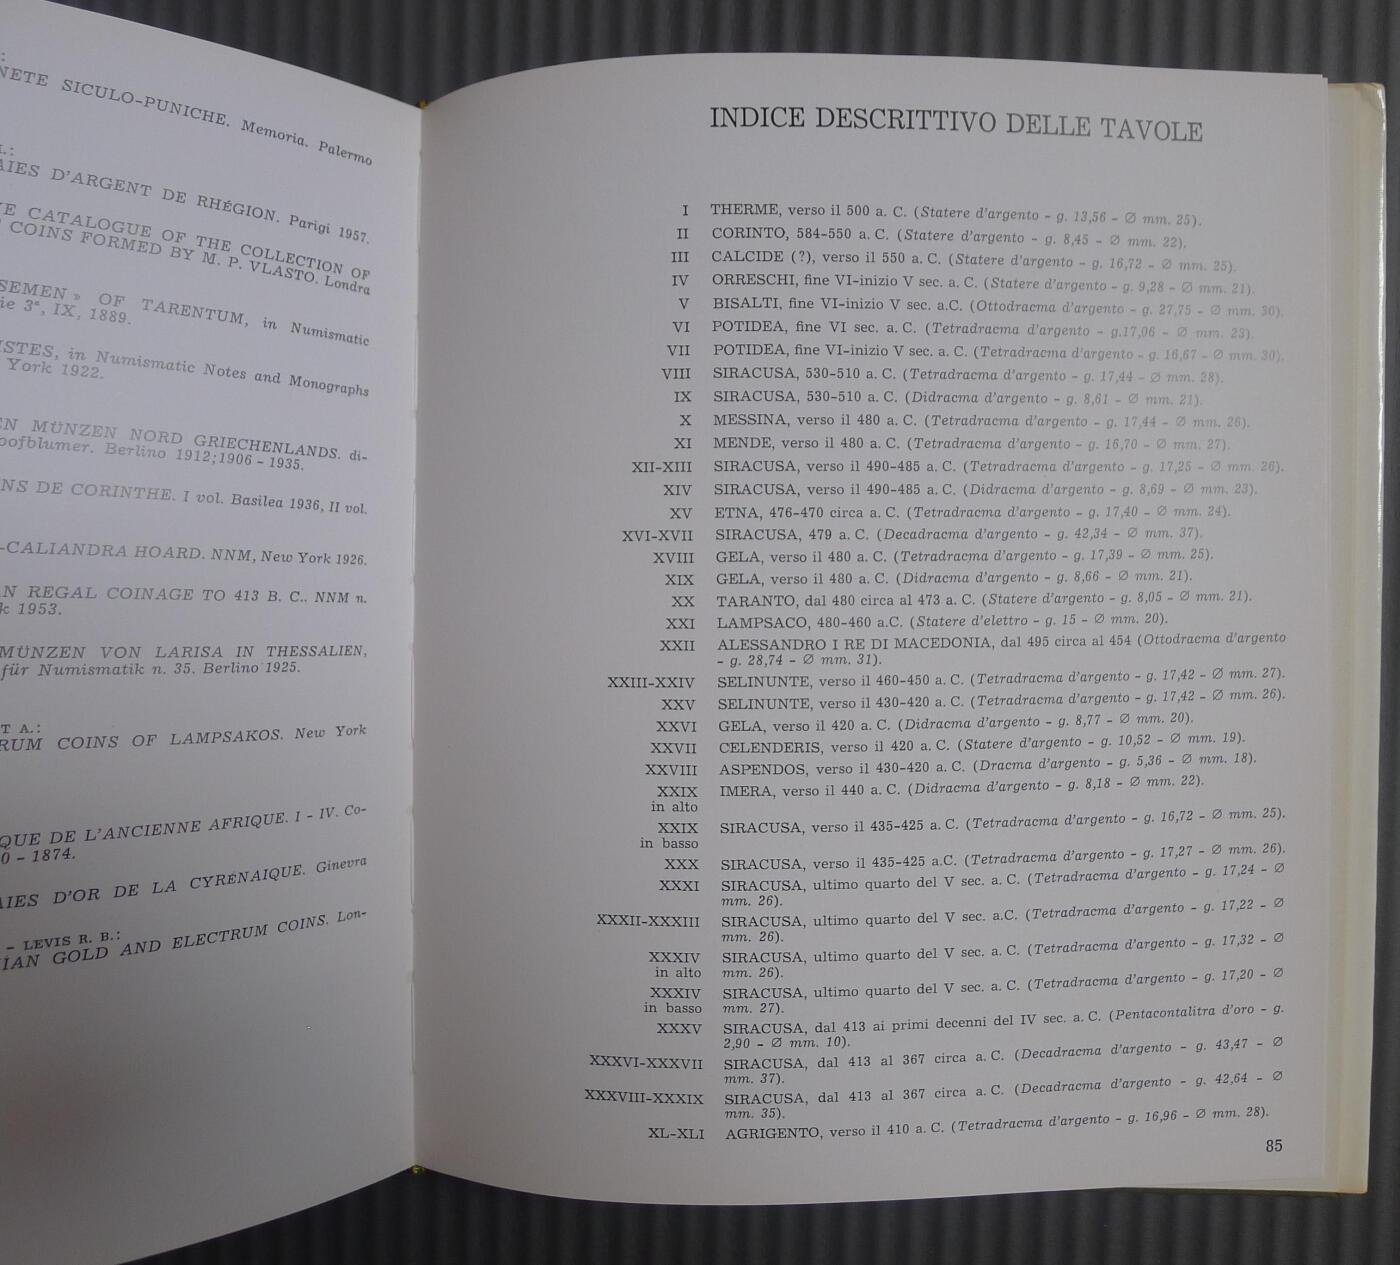 NETE SICULO-PUNICHE. Memoria. Palermo
D'ARGENT DE RHÉGION. Parigi 1957.
CATALOGUE OF THE COLLECTION OF
COINS FORMED BY M. P. VLASTO. Londra
SEMEN » OF TARENTUM, in Numismatic
ie 3ª, IX, 1889.
ISTES, in Numismatic Notes and Monographs
York 1922.
EN MÜNZEN NORD GRIECHENLANDS. di-
oofblumer. Berlino 1912;1906 - 1935.
NS DE CORINTHE. I vol. Basilea 1936, II vol.
-CALIANDRA HOARD. NNM, New York 1926.
AN REGAL COINAGE TO 413 B. C.. NNM n.
k 1953.
MÜNZEN VON LARISA IN THESSALIEN,
für Numismatik n. 35. Berlino 1925.
T A.:
RUM COINS OF LAMPSAKOS. New York
QUE DE L'ANCIENNE AFRIQUE. I - IV. Co-
0 - 1874.
AIES D'OR DE LA CYRÉNAIQUE. Ginevra
- LEVIS R. B.:
IAN GOLD AND ELECTRUM COINS. Lon-
INDICE DESCRITTIVO DELLE TAVOLE
I THERME, verso il 500 a. C. (Statere d'argento - g. 13,56 - Ø mm. 25).
II CORINTO, 584-550 a. C. (Statere d'argento - g. 8,45 - Ø mm. 22).
III CALCIDE (?), verso il 550 a. C. (Statere d'argento - g. 16,72 - Ø mm. 25).
IV ORRESCHI, fine VI-inizio V sec. a. C. (Statere d'argento - g. 9,28 - Ø mm. 21).
V BISALTI, fine VI-inizio V sec. a.C. (Ottodracma d'argento - g. 27,75 - Ø mm. 30).
VI POTIDEA, fine VI sec. a. C. (Tetradracma d'argento - g.17,06 - Ø mm. 23).
VII POTIDEA, fine VI-inizio V sec. a. C. (Tetradracma d'argento - g. 16,67 - Ø mm. 30).
VIII SIRACUSA, 530-510 a. C. (Tetradracma d'argento - g. 17,44 - Ø mm. 28).
IX SIRACUSA, 530-510 a. C. (Didracma d'argento - g. 8,61 - Ø mm. 21).
X MESSINA, verso il 480 a. C. (Tetradracma d'argento - g. 17,44 - Ø mm. 26).
XI MENDE, verso il 480 a. C. (Tetradracma d'argento - g. 16,70 - Ø mm. 27).
XII-XIII SIRACUSA, verso il 490-485 a. C. (Tetradracma d'argento - g. 17,25 - Ø mm. 26).
XIV SIRACUSA, verso il 490-485 a. C. (Didracma d'argento - g. 8,69 - Ø mm. 23).
XV ETNA, 476-470 circa a. C. (Tetradracma d'argento - g. 17,40 - Ø mm. 24).
XVI-XVII SIRACUSA, 479 a. C. (Decadracma d'argento - g. 42,34 - Ø mm. 37).
XVIII GELA, verso il 480 a. C. (Tetradracma d'argento - g. 17,39 - Ø mm. 25).
XIX GELA, verso il 480 a. C. (Didracma d'argento - g. 8,66 - Ø mm. 21).
XX TARANTO, dal 480 circa al 473 a. C. (Statere d'argento - g. 8,05 - Ø mm. 21).
XXI LAMPSACO, 480-460 a.C. (Statere d'elettro - g. 15 - Ø mm. 20).
XXII ALESSANDRO I RE DI MACEDONIA, dal 495 circa al 454 (Ottodracma d'argento
- g. 28,74 - Ø mm. 31).
XXIII-XXIV SELINUNTE, verso il 460-450 a. C. (Tetradracma d'argento - g. 17,42 - Ø mm. 27).
XXV SELINUNTE, verso il 430-420 a. C. (Tetradracma d'argento - g. 17,42 - Ø mm. 26).
XXVI GELA, verso il 420 a. C. (Didracma d'argento - g. 8,77 - Ø mm. 20).
XXVII CELENDERIS, verso il 420 a. C. (Statere d'argento - g. 10,52 - Ø mm. 19).
XXVIII ASPENDOS, verso il 430-420 a. C. (Dracma d'argento - g. 5,36 - Ø mm. 18).
XXIX IMERA, verso il 440 a. C. (Didracma d'argento - g. 8,18 - Ø mm. 22).
in alto
XXIX SIRACUSA, verso il 435-425 a. C. (Tetradracma d'argento - g. 16,72 - Ø mm. 25).
in basso
XXX SIRACUSA, verso il 435-425 a.C. (Tetradracma d'argento - g. 17,27 - Ø mm. 26).
XXXI SIRACUSA, ultimo quarto del V sec. a. C. (Tetradracma d'argento - g. 17,24 - Ø
mm. 26).
XXXII-XXXIII SIRACUSA, ultimo quarto del V sec. a.C. (Tetradracma d'argento - g. 17,22 - Ø
mm. 26).
XXXIV SIRACUSA, ultimo quarto del V sec. a. C. (Tetradracma d'argento - g. 17,32 - Ø
in alto mm. 26).
XXXIV SIRACUSA, ultimo quarto del V sec. a. C. (Tetradracma d'argento - g. 17,20 - Ø
in basso mm. 27).
XXXV SIRACUSA, dal 413 ai primi decenni del IV sec. a. C. (Pentacontalitra d'oro - g.
2,90 - Ø mm. 10).
XXXVI-XXXVII SIRACUSA, dal 413 al 367 circa a. C. (Decadracma d'argento - g. 43,47 - Ø
mm. 37).
XXXVIII-XXXIX SIRACUSA, dal 413 al 367 circa a. C. (Decadracma d'argento - g. 42,64 - Ø
mm. 35).
XL-XLI AGRIGENTO, verso il 410 a. C. (Tetradracma d'argento - g. 16,96 - Ø mm. 28).
85